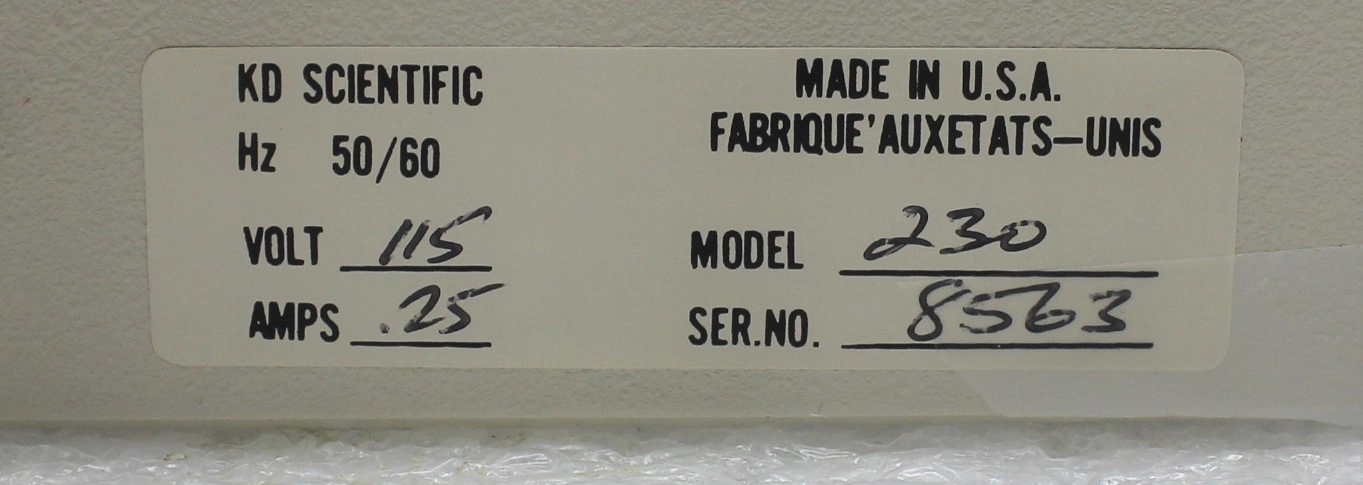 KD SCIENTIFIC
Hz 50/60
VOLT 115
AMPS .25
MADE IN U.S.A.
FABRIQUE'AUXETATS-UNIS
MODEL 230
SER.NO. 8563